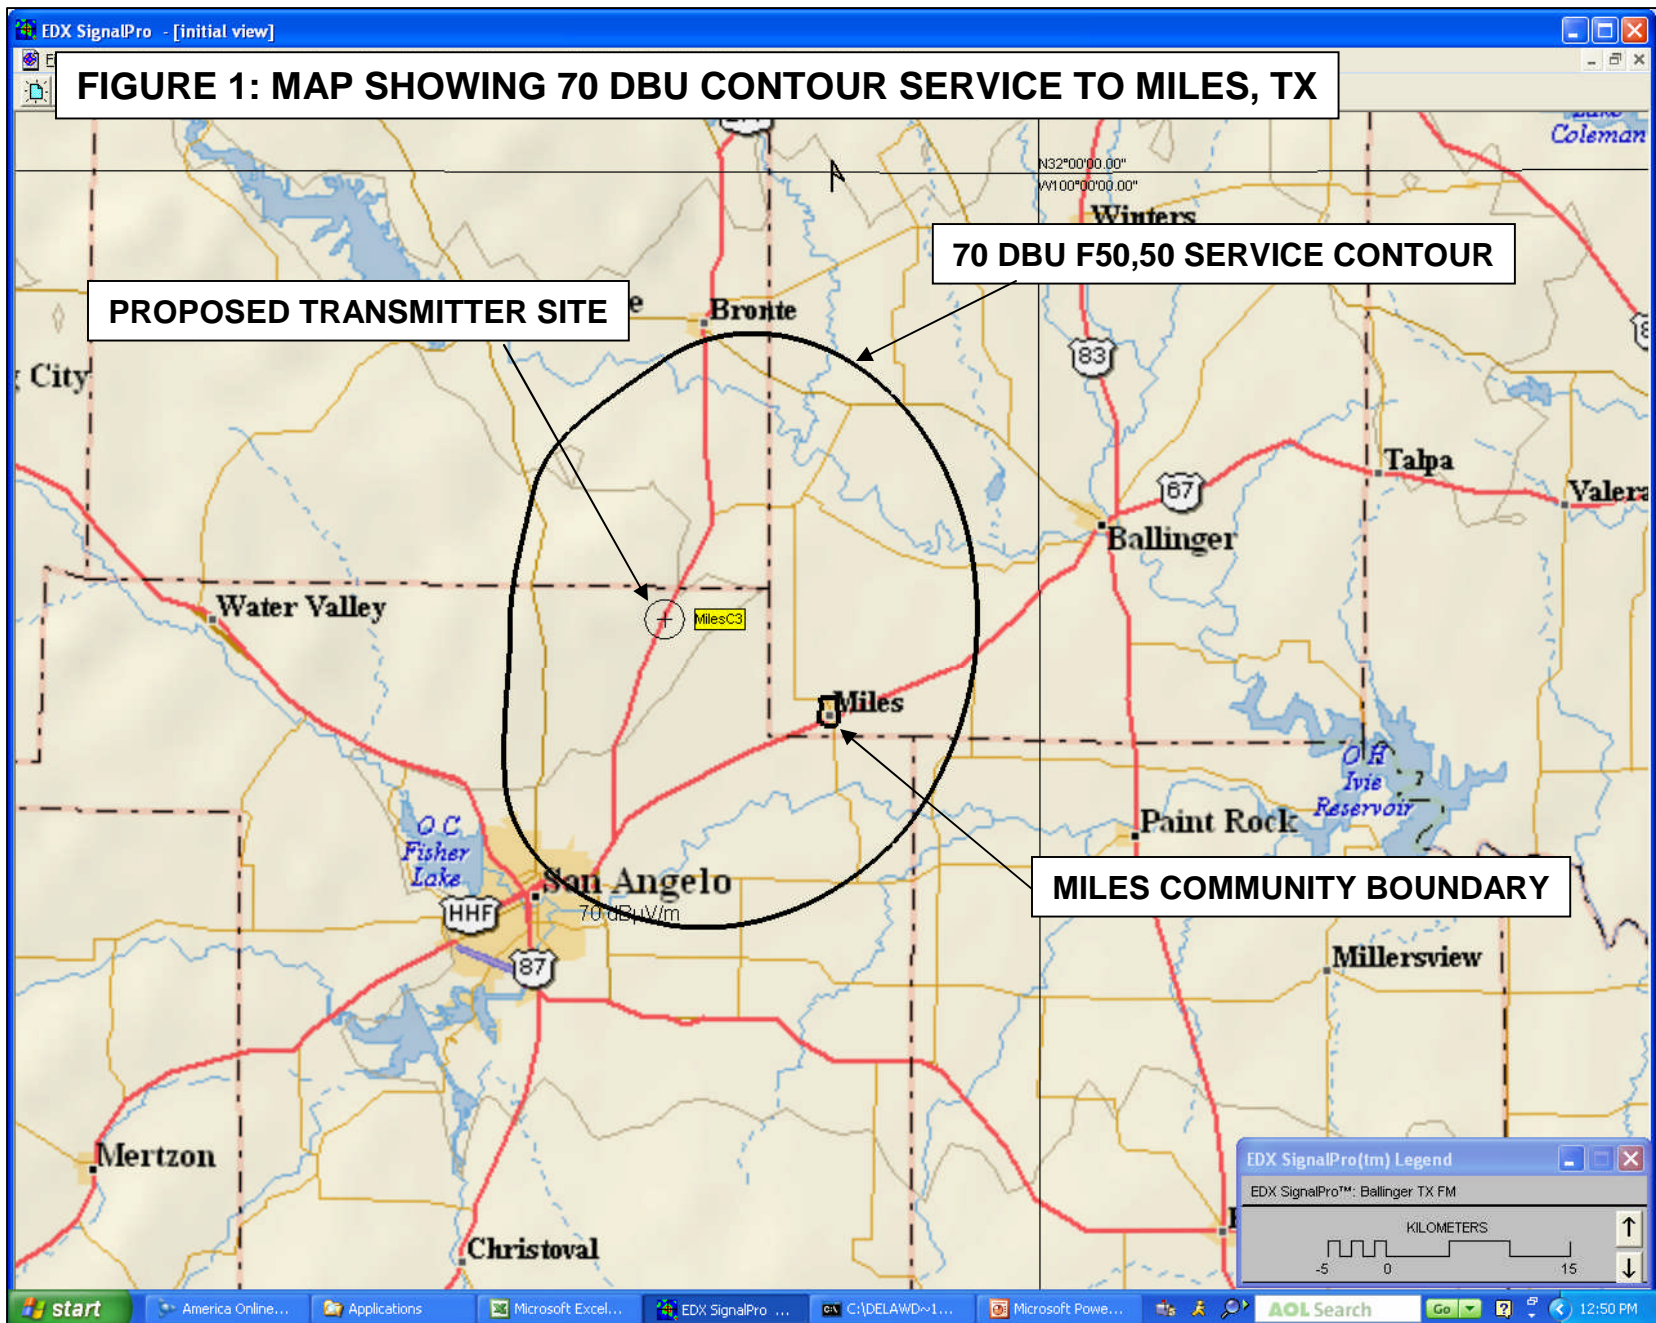 EDX SignalPro - [initial view]
FIGURE 1: MAP SHOWING 70 DBU CONTOUR SERVICE TO MILES, TX
Coleman
N32°00'00.00"
W100°00'00.00"
Winters
70 DBU F50,50 SERVICE CONTOUR
PROPOSED TRANSMITTER SITE
Bronte
83
City
Talpa
67
Valera
Ballinger
Water Valley
MilesC3
Miles
O H
Ivie
Reservoir
O C
Fisher
Lake
Paint Rock
San Angelo
MILES COMMUNITY BOUNDARY
HHF
70 dBµV/m
87
Millersview
Mertzon
Christoval
EDX SignalPro(tm) Legend
EDX SignalPro™: Ballinger TX FM
KILOMETERS
-5 0 15
start
America Online...
Applications
Microsoft Excel...
EDX SignalPro ...
C:\DELAWD~1...
Microsoft Powe...
AOL Search
Go
12:50 PM